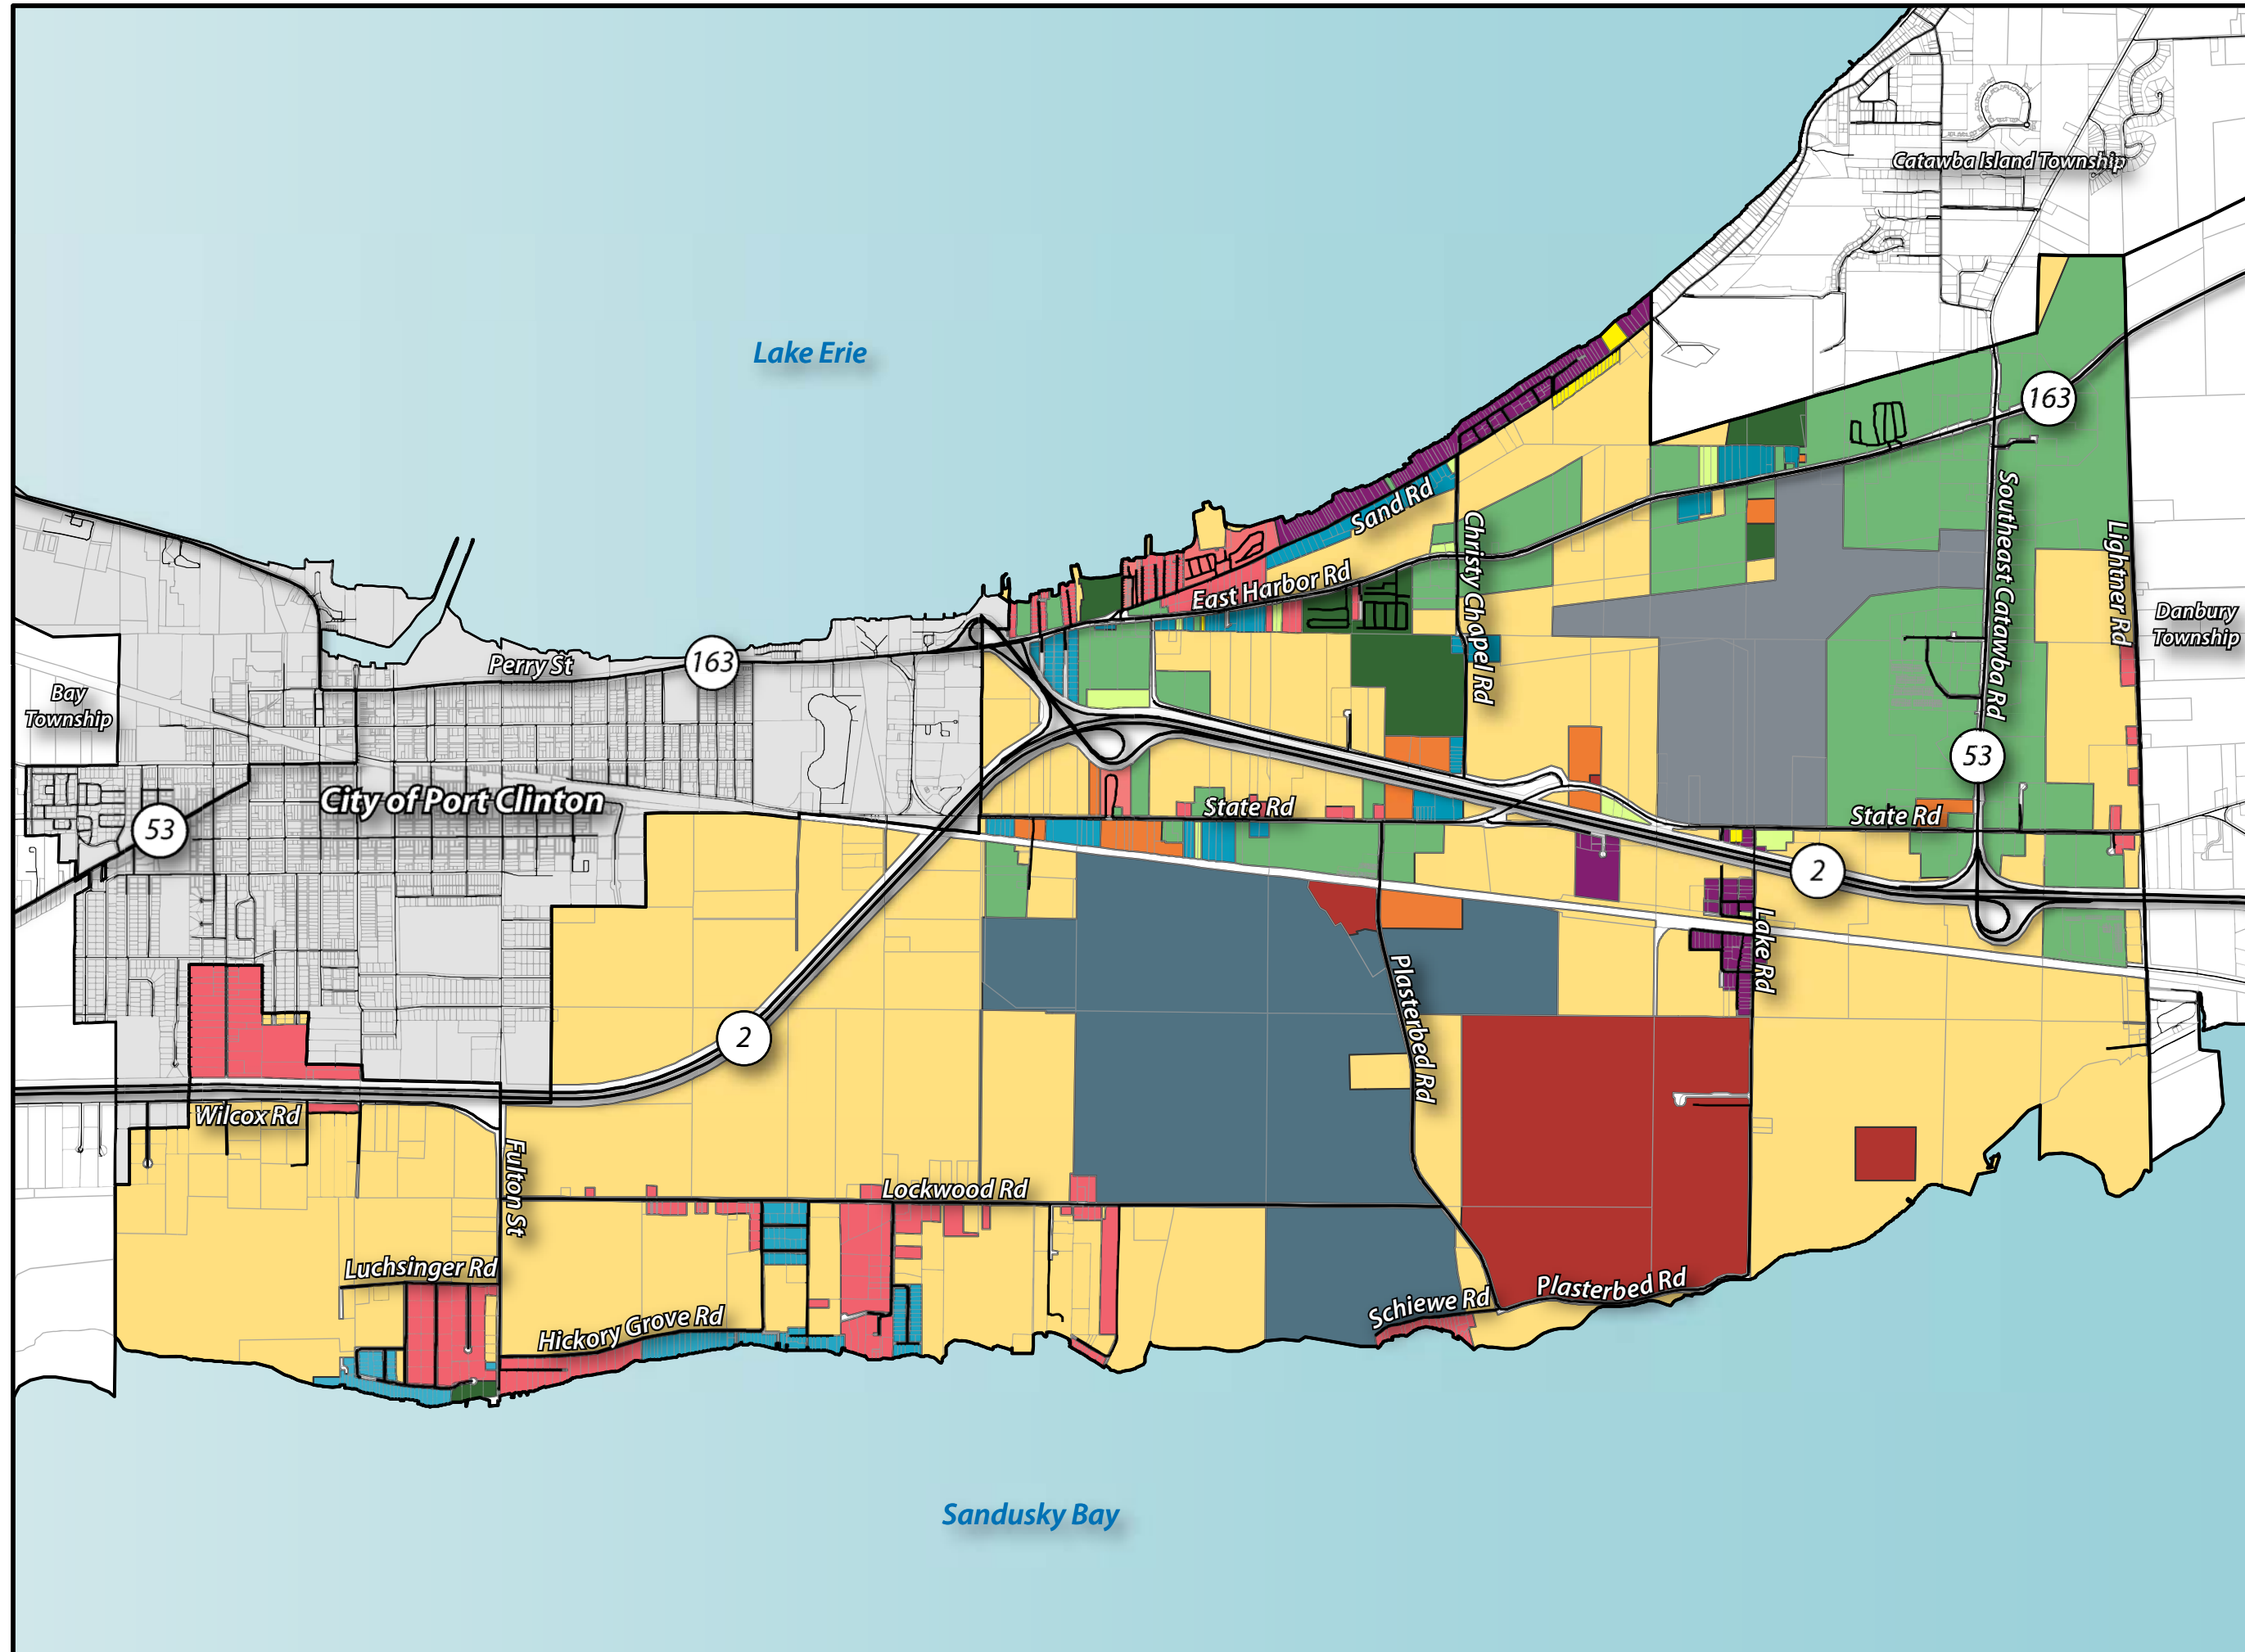 Catawba Island Township
Lake Erie
163
Sand Rd
Christy Chapel Rd
Southeast Catawba Rd
Lightner Rd
East Harbor Rd
Danbury
Township
Perry St
163
Bay
Township
53
City of Port Clinton
53
State Rd
State Rd
2
Lake Rd
Plasterbed Rd
2
Wilcox Rd
Fulton St
Lockwood Rd
Luchsinger Rd
Hickory Grove Rd
Schiewe Rd
Plasterbed Rd
Sandusky Bay